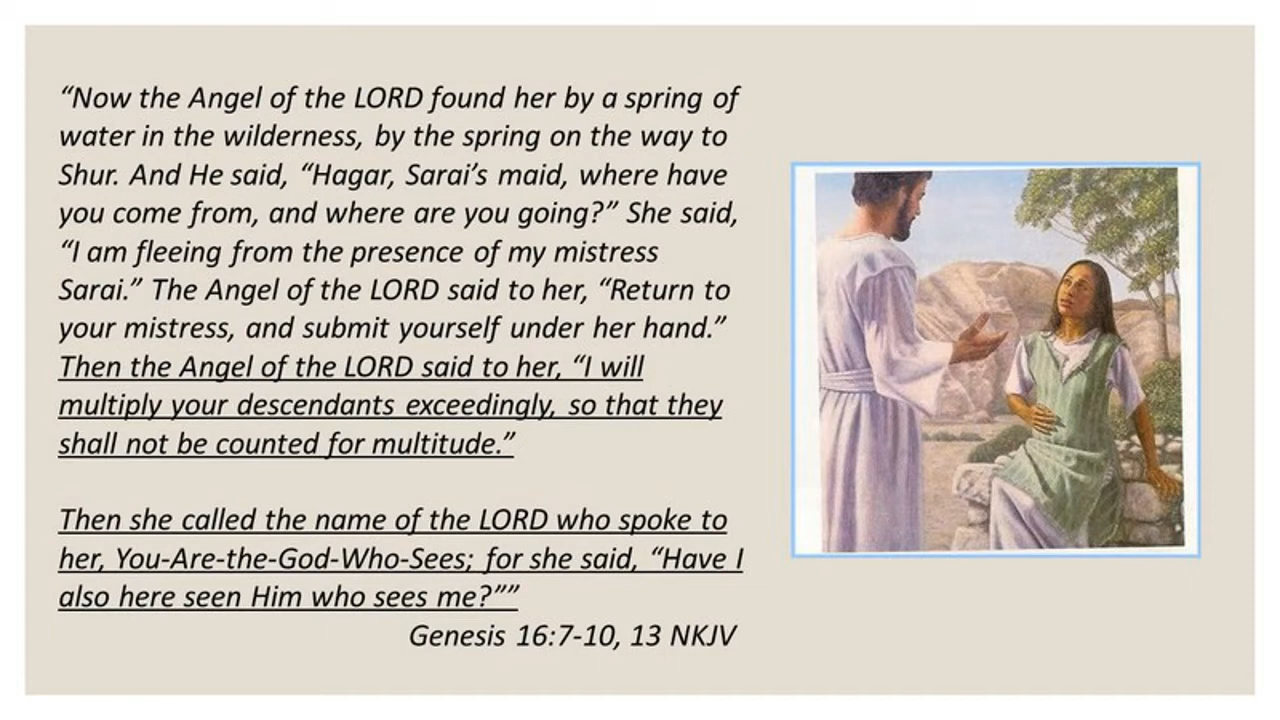 “Now the Angel of the LORD found her by a spring of
water in the wilderness, by the spring on the way to
Shur. And He said, “Hagar, Sarai’s maid, where have
you come from, and where are you going?” She said,
“I am fleeing from the presence of my mistress
Sarai.” The Angel of the LORD said to her, “Return to
your mistress, and submit yourself under her hand.”
Then the Angel of the LORD said to her, “I will
multiply your descendants exceedingly, so that they
shall not be counted for multitude.”
Then she called the name of the LORD who spoke to
her, You-Are-the-God-Who-Sees; for she said, “Have I
also here seen Him who sees me?””
Genesis 16:7-10, 13 NKJV